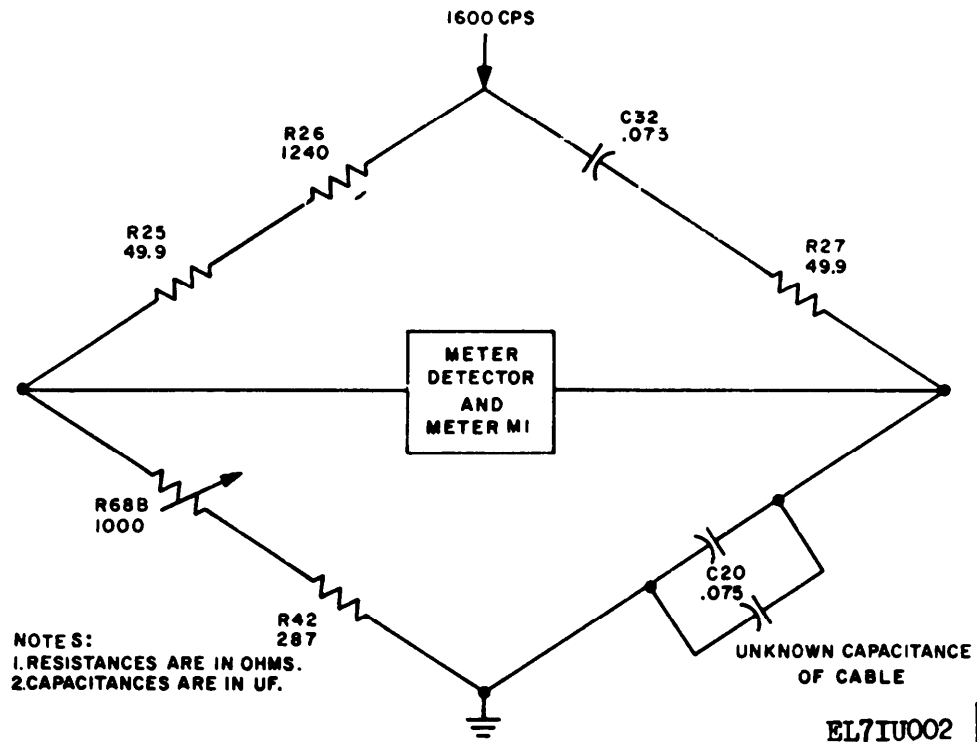 1600 CPS
R26
1240
C32
.073
R25
49.9
R27
49.9
METER
DETECTOR
AND
METER M1
R68B
1000
C20
.075
R42
287
NOTES:
1. RESISTANCES ARE IN OHMS.
2. CAPACITANCES ARE IN UF.
UNKNOWN CAPACITANCE
OF CABLE
EL7IU002